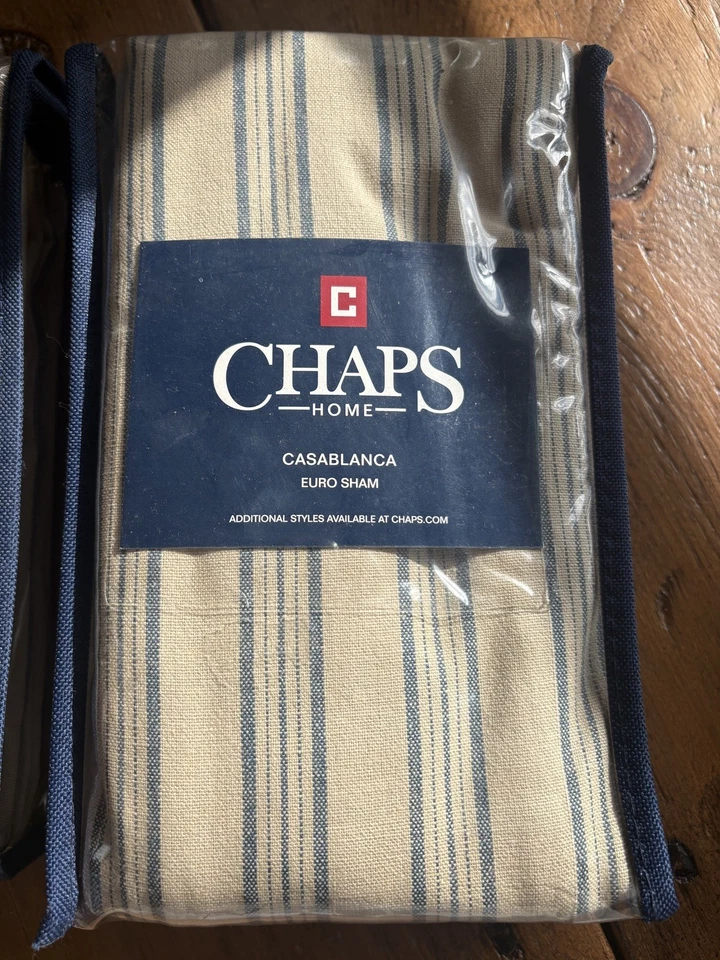 C
CHAPS
HOME
CASABLANCA
EURO SHAM
ADDITIONAL STYLES AVAILABLE AT CHAPS.COM